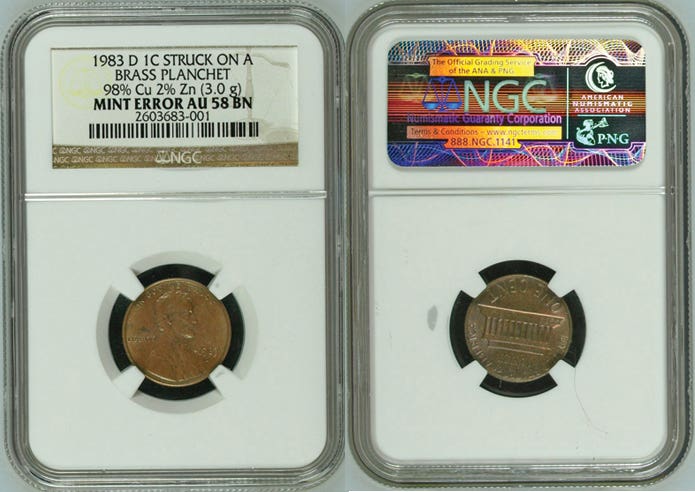 1983 D 1C STRUCK ON A
BRASS PLANCHET
98% Cu 2% Zn (3.0 g)
MINT ERROR AU 58 BN
2603683-001
NGC
The Official Grading Service
of the ANA & PNG
NGC
Numismatic Guaranty Corporation
Terms & Conditions – www.ngc
888.NGC.1141
AMERICAN
NUMISMATIC
ASSOCIATION
PNG
LIBERTY
1983
D
ONE CENT